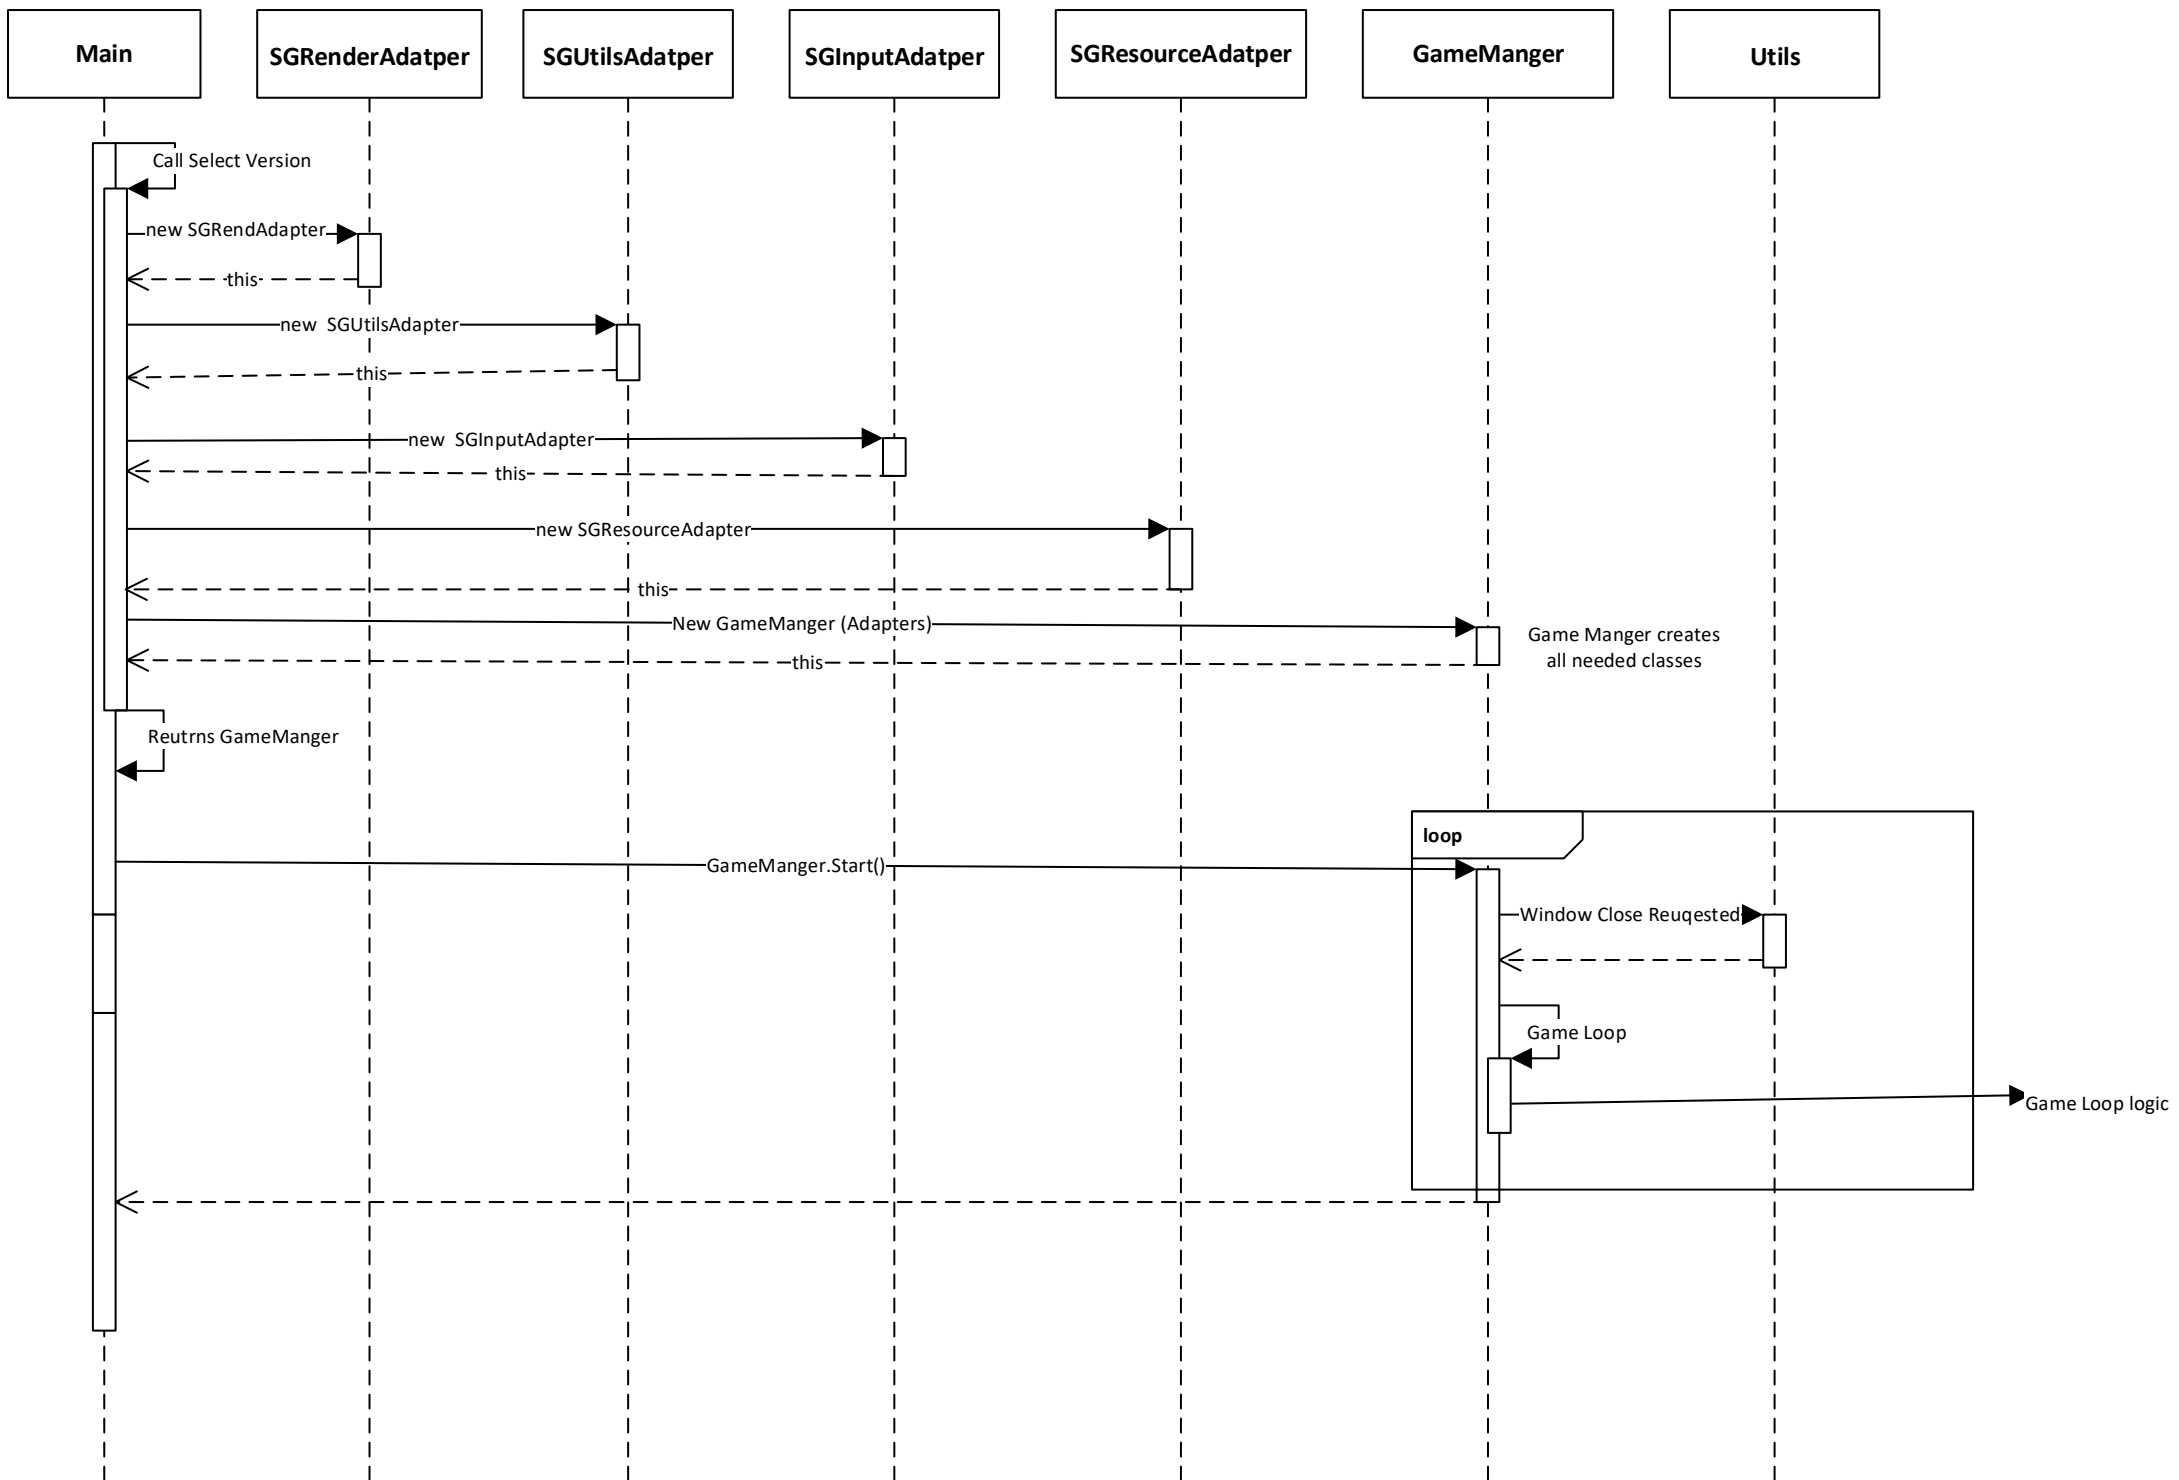 Main
SGRenderAdatper
SGUtilsAdatper
SGInputAdatper
SGResourceAdatper
GameManger
Utils
Call Select Version
new SGRendAdapter
this
new  SGUtilsAdapter
this
new  SGInputAdapter
this
new SGResourceAdapter
this
New GameManger (Adapters)
Game Manger creates
all needed classes
this
Reutrns GameManger
loop
GameManger.Start()
Window Close Reuqested
Game Loop
Game Loop logic